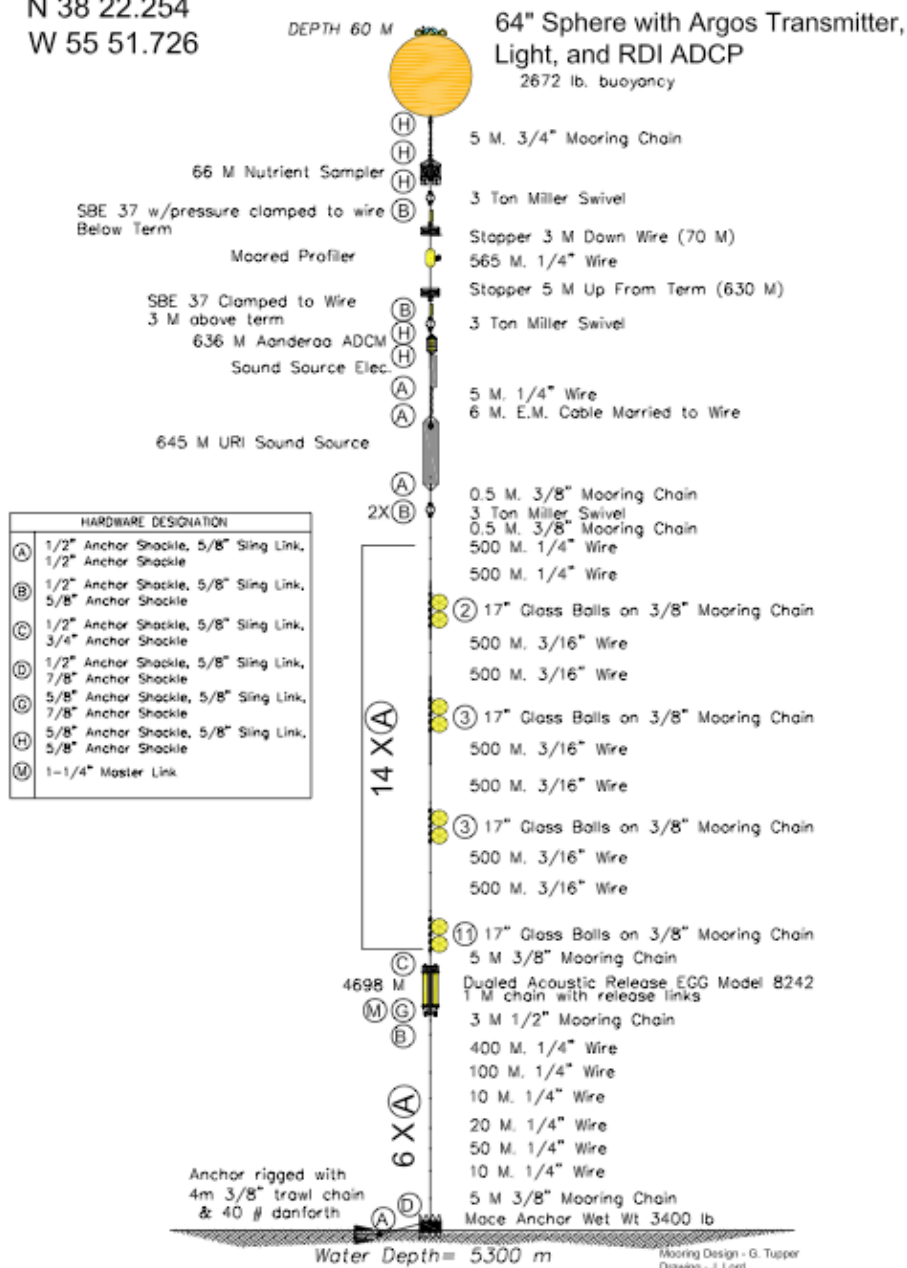 N 38 22.254
W 55 51.726
DEPTH 60 M
64" Sphere with Argos Transmitter,
Light, and RDI ADCP
2672 lb. buoyancy
H
5 M. 3/4" Mooring Chain
H
66 M Nutrient Sampler
H
3 Ton Miller Swivel
SBE 37 w/pressure clamped to wire
Below Term
B
Stopper 3 M Down Wire (70 M)
Moored Profiler
565 M. 1/4" Wire
Stopper 5 M Up From Term (630 M)
SBE 37 Clamped to Wire
3 M above term
B
3 Ton Miller Swivel
H
636 M Aanderaa ADCM
H
Sound Source Elec.
A
5 M. 1/4" Wire
6 M. E.M. Cable Married to Wire
A
645 M URI Sound Source
A
0.5 M. 3/8" Mooring Chain
2X B
3 Ton Miller Swivel
0.5 M. 3/8" Mooring Chain
500 M. 1/4" Wire
500 M. 1/4" Wire
2 17" Glass Balls on 3/8" Mooring Chain
500 M. 3/16" Wire
500 M. 3/16" Wire
14 X A
3 17" Glass Balls on 3/8" Mooring Chain
500 M. 3/16" Wire
500 M. 3/16" Wire
3 17" Glass Balls on 3/8" Mooring Chain
500 M. 3/16" Wire
500 M. 3/16" Wire
11 17" Glass Balls on 3/8" Mooring Chain
5 M 3/8" Mooring Chain
C
4698 M
Dualed Acoustic Release EGG Model 8242
1 M chain with release links
M G
3 M 1/2" Mooring Chain
B
400 M. 1/4" Wire
100 M. 1/4" Wire
10 M. 1/4" Wire
6 X A
20 M. 1/4" Wire
50 M. 1/4" Wire
10 M. 1/4" Wire
Anchor rigged with
4m 3/8" trawl chain
& 40 # danforth
A
D
5 M 3/8" Mooring Chain
Mace Anchor Wet Wt 3400 lb
Water Depth= 5300 m
Mooring Design - G. Tupper
Drawing - J. Lord
HARDWARE DESIGNATION
A 1/2" Anchor Shackle, 5/8" Sling Link,
1/2" Anchor Shackle
B 1/2" Anchor Shackle, 5/8" Sling Link,
5/8" Anchor Shackle
C 1/2" Anchor Shackle, 5/8" Sling Link,
3/4" Anchor Shackle
D 1/2" Anchor Shackle, 5/8" Sling Link,
7/8" Anchor Shackle
G 5/8" Anchor Shackle, 5/8" Sling Link,
7/8" Anchor Shackle
H 5/8" Anchor Shackle, 5/8" Sling Link,
5/8" Anchor Shackle
M 1-1/4" Master Link